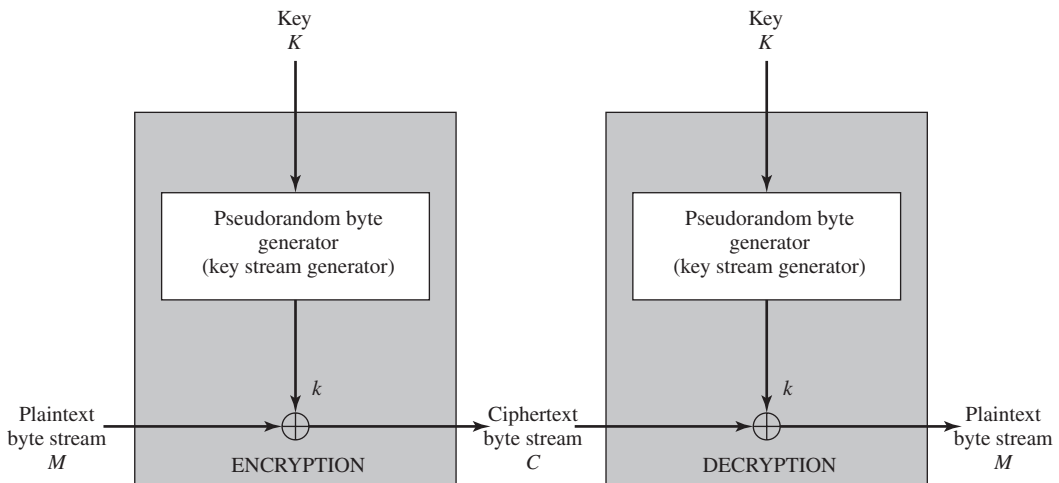 Key
K
Key
K
Pseudorandom byte
generator
(key stream generator)
Pseudorandom byte
generator
(key stream generator)
k
k
Plaintext
byte stream
M
Ciphertext
byte stream
C
Plaintext
byte stream
M
ENCRYPTION
DECRYPTION